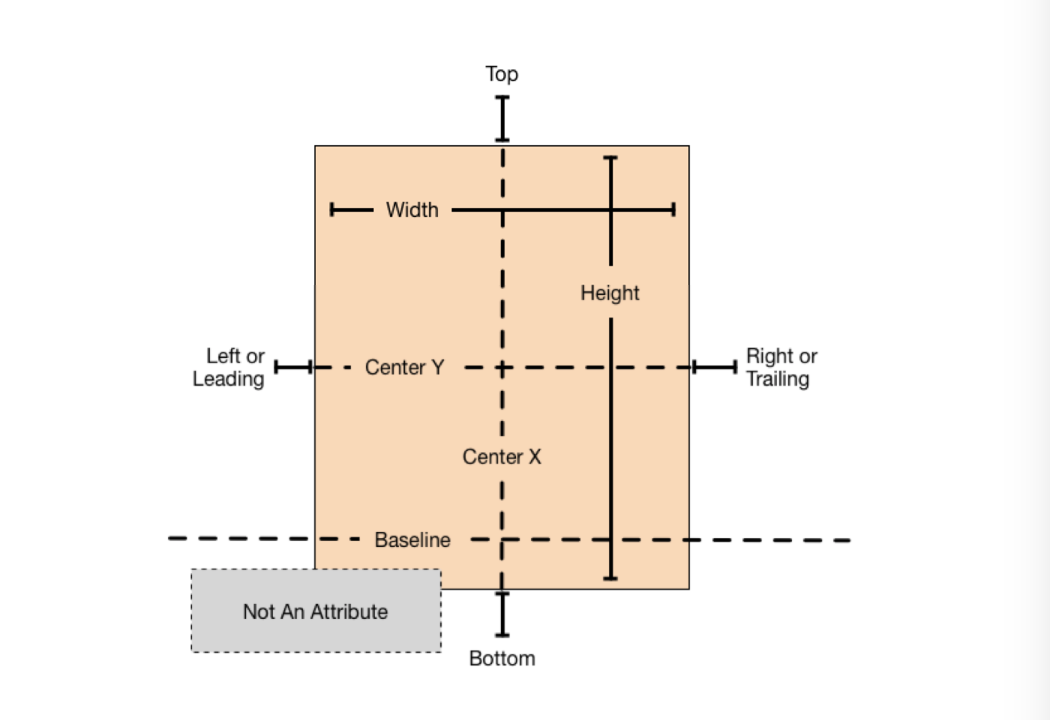 Top
Width
Height
Left or
Leading
Center Y
Right or
Trailing
Center X
Baseline
Not An Attribute
Bottom